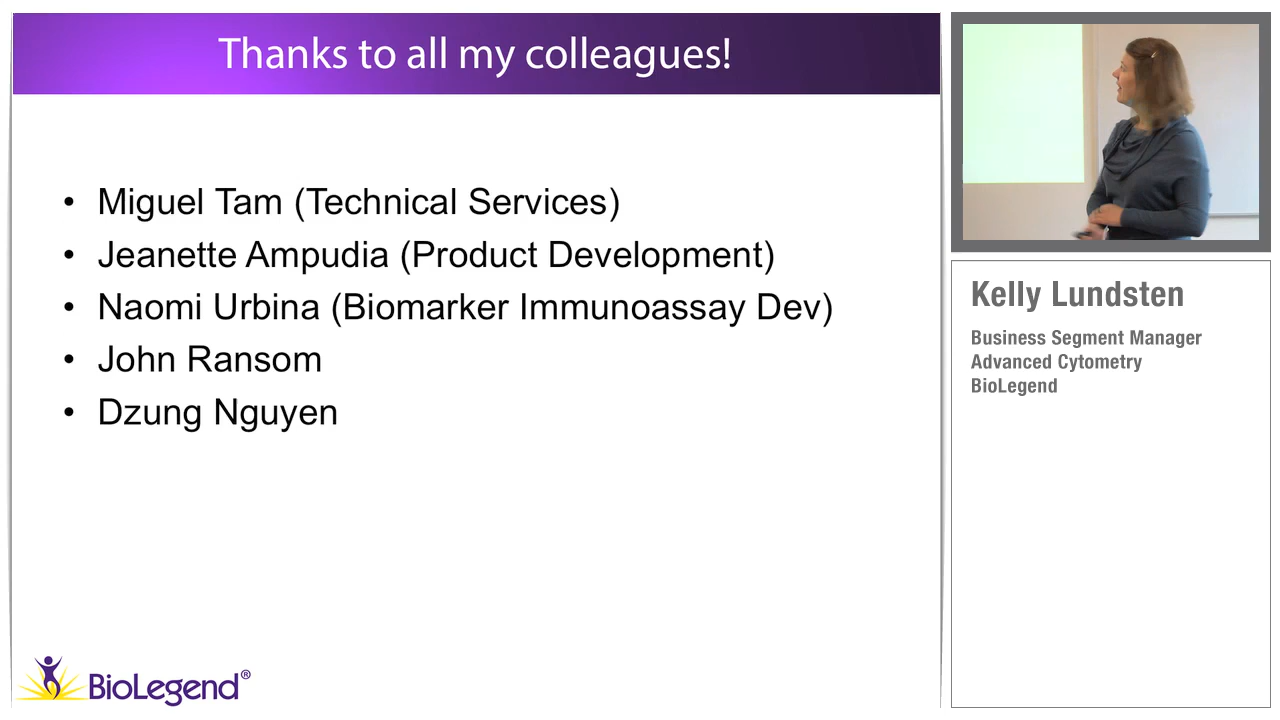 Thanks to all my colleagues!
• Miguel Tam (Technical Services)
• Jeanette Ampudia (Product Development)
• Naomi Urbina (Biomarker Immunoassay Dev)
• John Ransom
• Dzung Nguyen
BioLegend®
Kelly Lundsten
Business Segment Manager
Advanced Cytometry
BioLegend